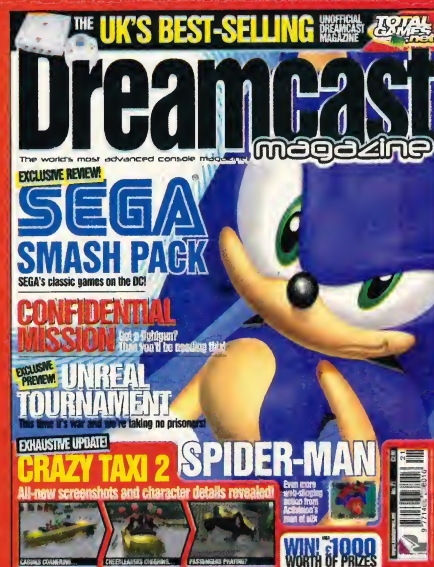 THE UK'S BEST-SELLING UNOFFICIAL DREAMCAST MAGAZINE
TOTAL GAMES.net
Dreamcast
magazine
The world's most advanced console magazine
EXCLUSIVE REVIEW!
SEGA
SMASH PACK
SEGA's classic games on the DC!
CONFIDENTIAL
MISSION
Got a lightgun?
Then you'll be needing this!
EXCLUSIVE PREVIEW!
UNREAL
TOURNAMENT
This time it's war and we're taking no prisoners!
EXHAUSTIVE UPDATE!
CRAZY TAXI 2
All-new screenshots and character details revealed!
SPIDER-MAN
Even more
web-slinging
action from
Activision's
man of
WIN! £1000
WORTH OF PRIZES
21